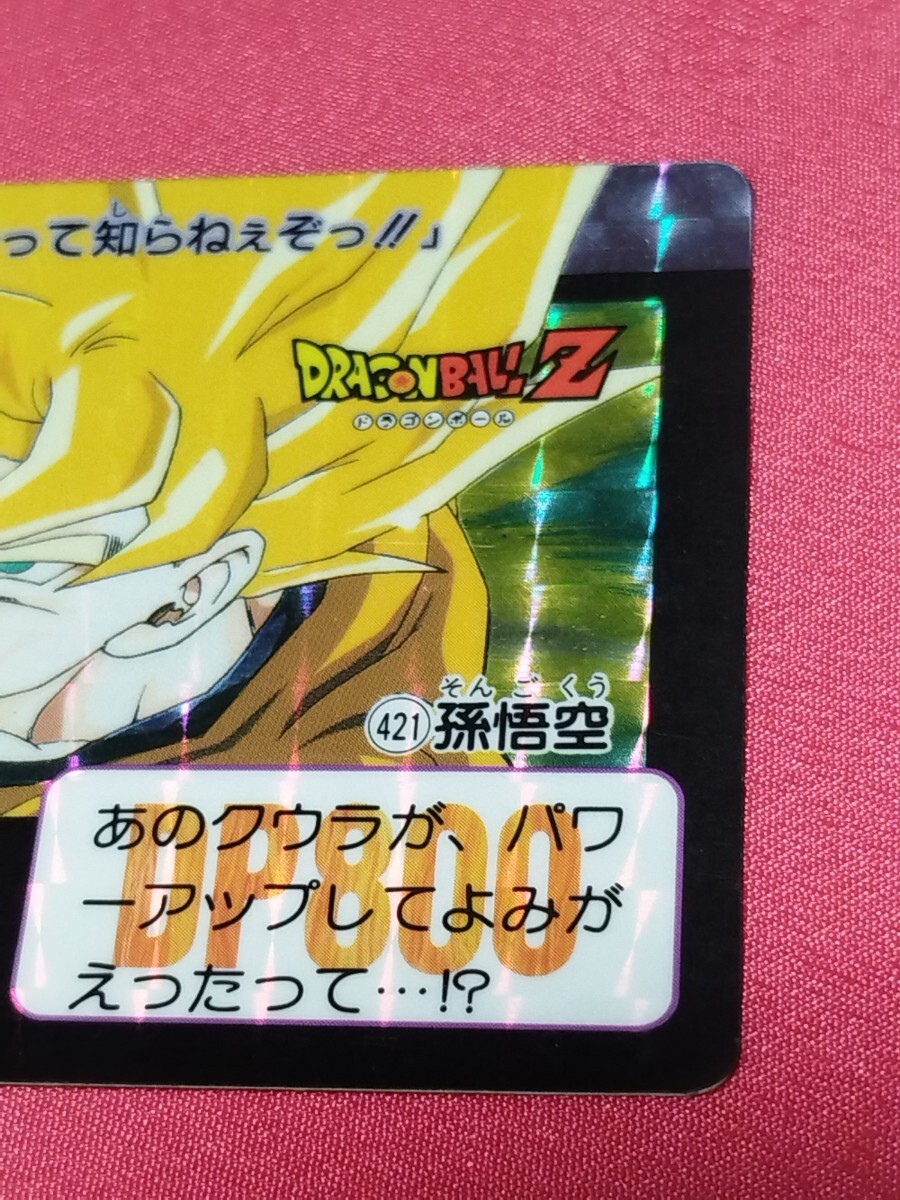 って知らねぇぞっ!!」
し
DRAGON BALL Z
ドラゴンボール
そんごくう
421 孫悟空
DP800
あのクウラが、パワ
ーアップしてよみが
えったって…!?